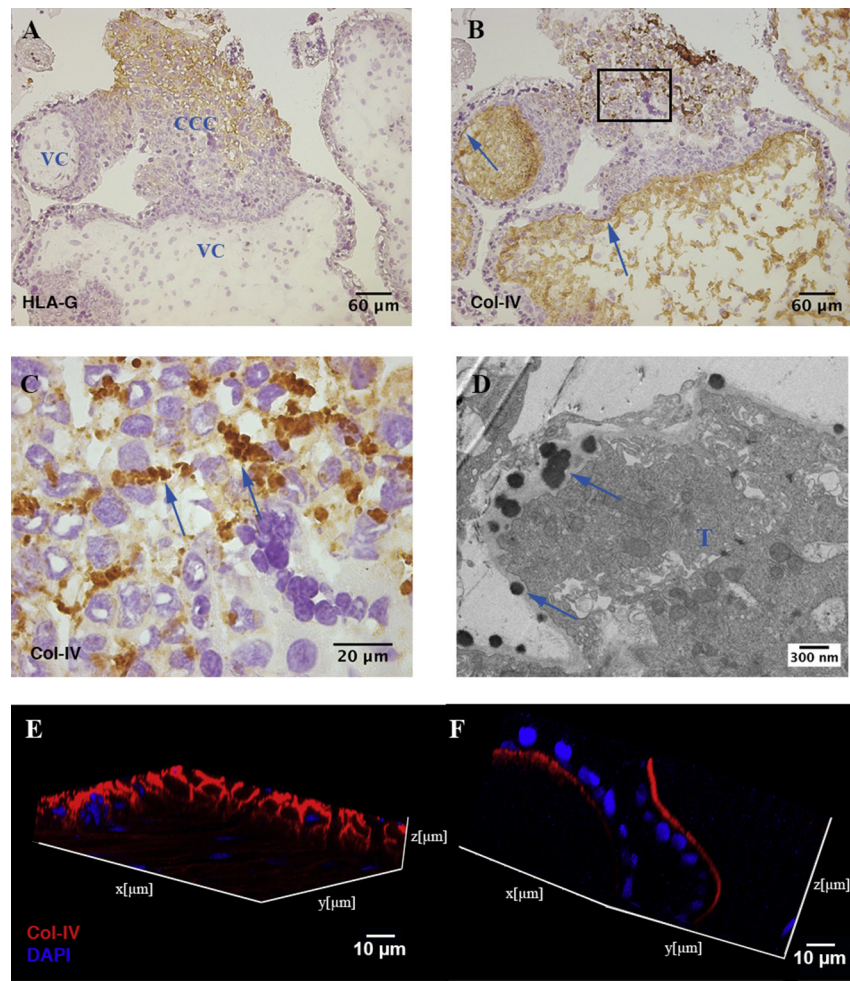 A
CCC
VC
VC
HLA-G
60 µm
B
Col-IV
60 µm
C
Col-IV
20 µm
D
T
300 nm
E
x[µm]
y[µm]
z[µm]
Col-IV
DAPI
10 µm
F
x[µm]
y[µm]
z[µm]
10 µm